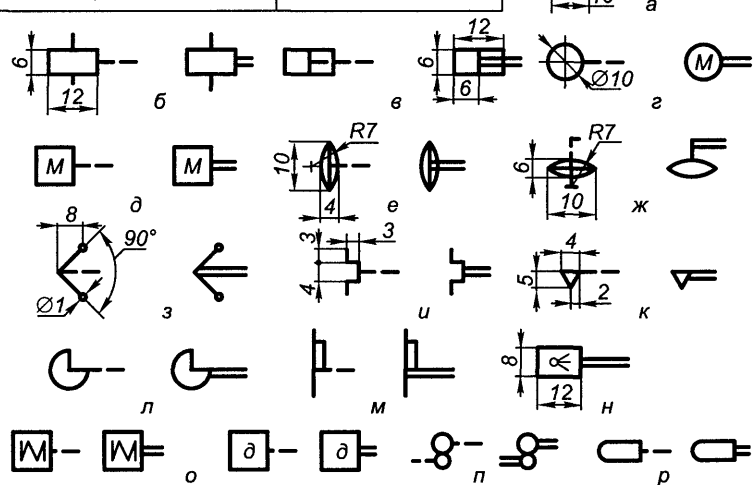 а
6 12 б
в
12 6 6
Ø10 М г
М М д
10 R7 4 е
6 R7 10 ж
8 90° Ø1 з
3 3 4 и
4 5 2 к
л
м
8 12 н
о
д д
п
р